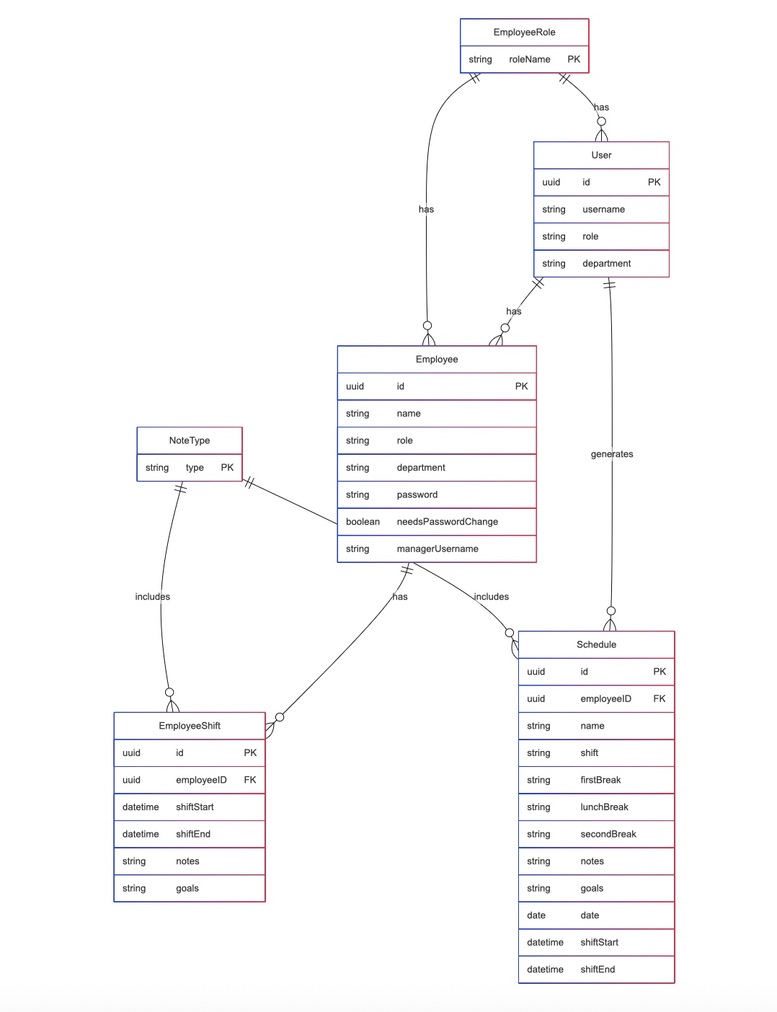 EmployeeRole
string roleName PK
has
User
uuid id PK
string username
string role
string department
has
has
Employee
uuid id PK
string name
string role
string department
string password
boolean needsPasswordChange
string managerUsername
NoteType
string type PK
generates
includes
has
includes
Schedule
uuid id PK
uuid employeeID FK
string name
string shift
string firstBreak
string lunchBreak
string secondBreak
string notes
string goals
date date
datetime shiftStart
datetime shiftEnd
EmployeeShift
uuid id PK
uuid employeeID FK
datetime shiftStart
datetime shiftEnd
string notes
string goals